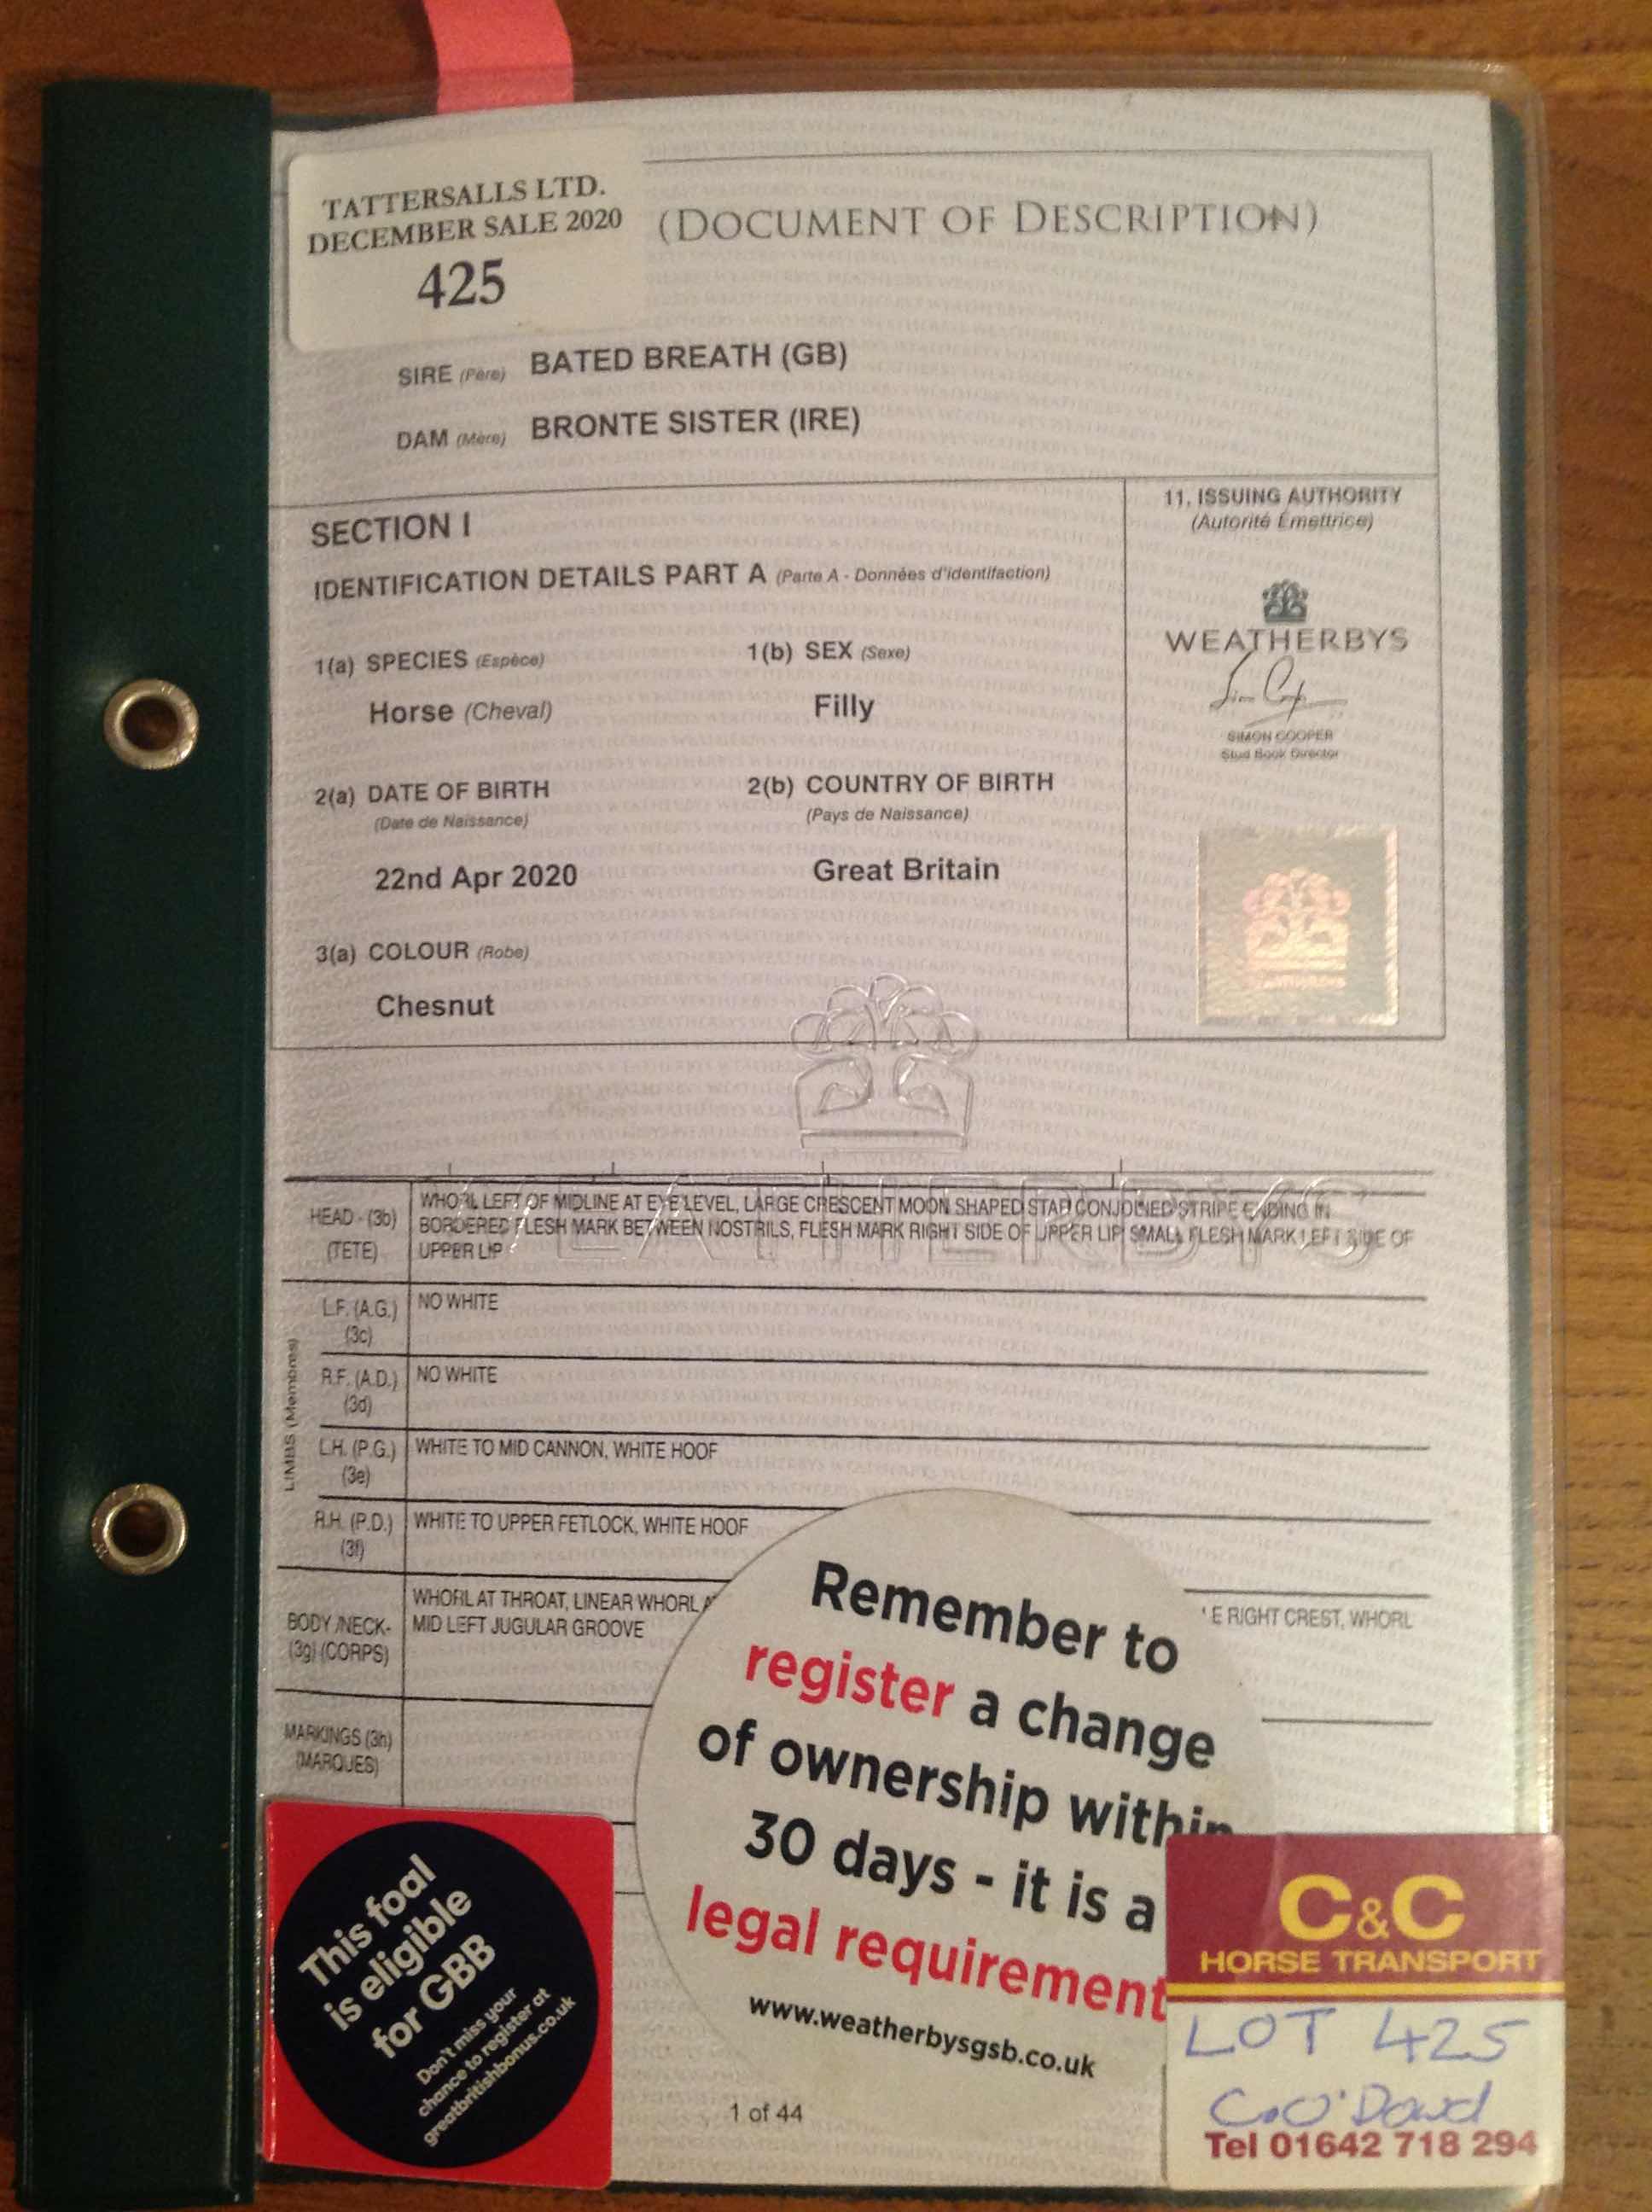 TATTERSALLS LTD.
DECEMBER SALE 2020
425
(DOCUMENT OF DESCRIPTION)
SIRE (Père) BATED BREATH (GB)
DAM (Mère) BRONTE SISTER (IRE)
SECTION I
IDENTIFICATION DETAILS PART A (Parte A - Données d'identifaction)
1(a) SPECIES (Espèce)
Horse (Cheval)
1(b) SEX (Sexe)
Filly
2(a) DATE OF BIRTH
(Date de Naissance)
22nd Apr 2020
2(b) COUNTRY OF BIRTH
(Pays de Naissance)
Great Britain
3(a) COLOUR (Robe)
Chesnut
11. ISSUING AUTHORITY
(Autorité Émettrice)
WEATHERBYS
SIMON COOPER
Stud Book Director
WEATHERBYS
HEAD - (3b)
(TETE)
WHORL LEFT OF MIDLINE AT EYE LEVEL, LARGE CRESCENT MOON SHAPED STAR CONJOINED STRIPE ENDING IN
BORDERED FLESH MARK BETWEEN NOSTRILS, FLESH MARK RIGHT SIDE OF UPPER LIP, SMALL FLESH MARK LEFT SIDE OF
UPPER LIP
LIMBS (Membres)
L.F. (A.G.)
(3c)
NO WHITE
R.F. (A.D.)
(3d)
NO WHITE
L.H. (P.G.)
(3e)
WHITE TO MID CANNON, WHITE HOOF
R.H. (P.D.)
(3f)
WHITE TO UPPER FETLOCK, WHITE HOOF
BODY /NECK-
(3g) (CORPS)
WHORL AT THROAT, LINEAR WHORL
E RIGHT CREST, WHORL
MID LEFT JUGULAR GROOVE
MARKINGS (3h)
(MARQUES)
Remember to
register a change
of ownership within
30 days - it is a
legal requirement
www.weatherbysgsb.co.uk
This foal
is eligible
for GBB
Don't miss your
chance to register at
greatbritishbonus.co.uk
C&C
HORSE TRANSPORT
LOT 425
C.O'Dowd
Tel 01642 718 294
1 of 44